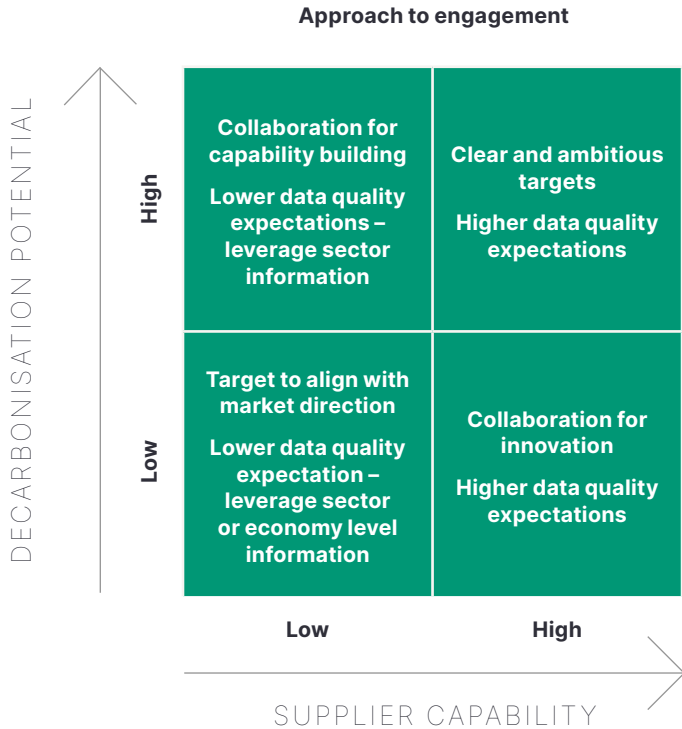 Approach to engagement
DECARBONISATION POTENTIAL
High
Collaboration for
capability building
Lower data quality
expectations –
leverage sector
information
Clear and ambitious
targets
Higher data quality
expectations
Low
Target to align with
market direction
Lower data quality
expectation –
leverage sector
or economy level
information
Collaboration for
innovation
Higher data quality
expectations
Low
High
SUPPLIER CAPABILITY